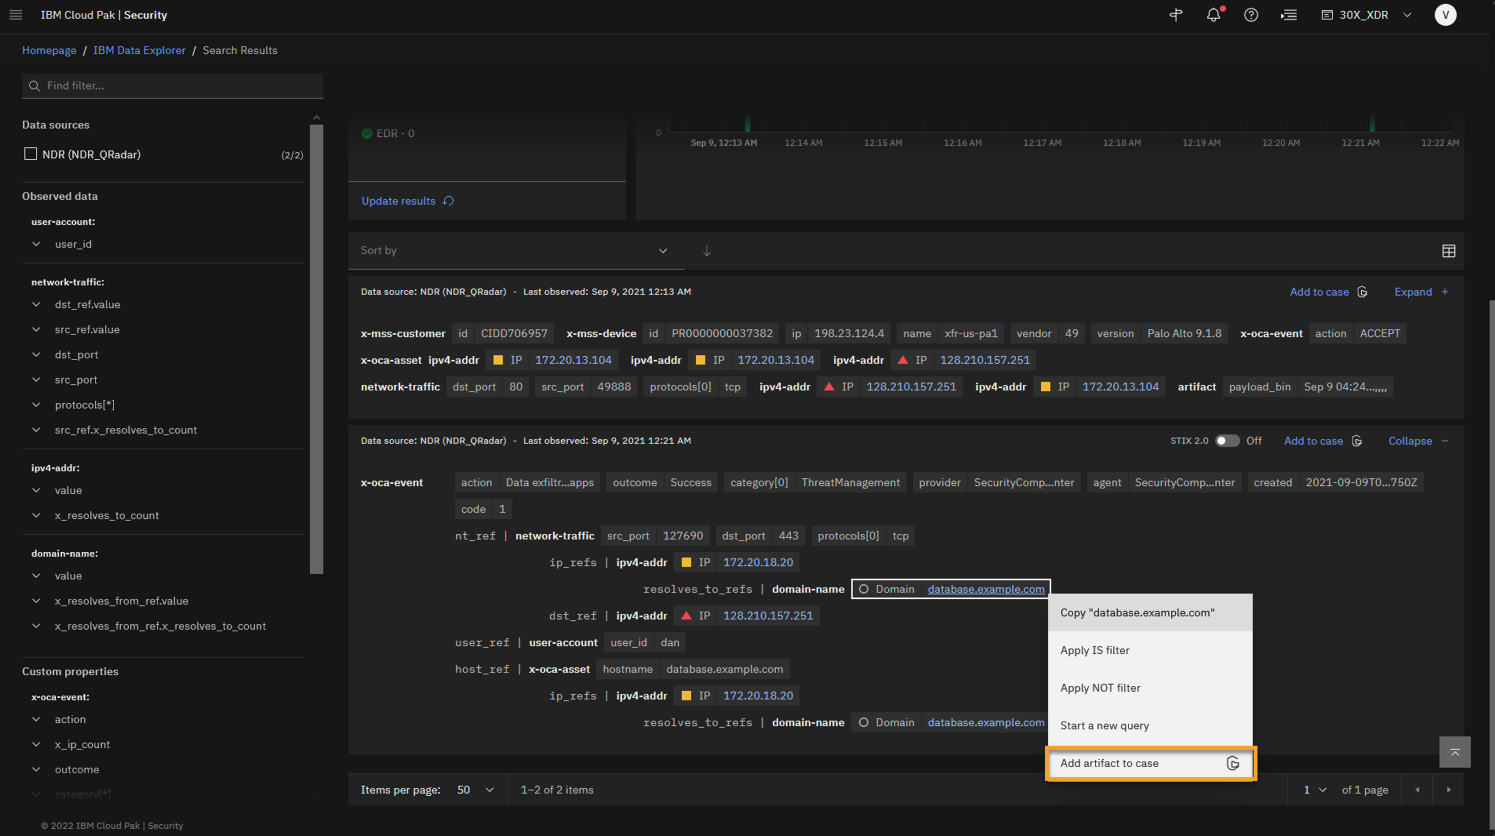 IBM Cloud Pak | Security
30X_XDR
V
Homepage / IBM Data Explorer / Search Results
Find filter...
Data sources
NDR (NDR_QRadar) (2/2)
Observed data
user-account:
user_id
network-traffic:
dst_ref.value
src_ref.value
dst_port
src_port
protocols[*]
src_ref.x_resolves_to_count
ipv4-addr:
value
x_resolves_to_count
domain-name:
value
x_resolves_from_ref.value
x_resolves_from_ref.x_resolves_to_count
Custom properties
x-oca-event:
action
x_ip_count
outcome
category[*]
© 2022 IBM Cloud Pak | Security
EDR - 0
Update results
0
Sep 9, 12:13 AM 12:14 AM 12:15 AM 12:16 AM 12:17 AM 12:18 AM 12:19 AM 12:20 AM 12:21 AM 12:22 AM
Sort by
Data source: NDR (NDR_QRadar) - Last observed: Sep 9, 2021 12:13 AM Add to case Expand +
x-mss-customer id CIDD706957 x-mss-device id PR0000000037382 ip 198.23.124.4 name xfr-us-pa1 vendor 49 version Palo Alto 9.1.8 x-oca-event action ACCEPT
x-oca-asset ipv4-addr IP 172.20.13.104 ipv4-addr IP 172.20.13.104 ipv4-addr IP 128.210.157.251
network-traffic dst_port 80 src_port 49888 protocols[0] tcp ipv4-addr IP 128.210.157.251 ipv4-addr IP 172.20.13.104 artifact payload_bin Sep 9 04:24...,,,,
Data source: NDR (NDR_QRadar) - Last observed: Sep 9, 2021 12:21 AM STIX 2.0 Off Add to case Collapse −
x-oca-event action Data exfiltr...apps outcome Success category[0] ThreatManagement provider SecurityComp...nter agent SecurityComp...nter created 2021-09-09T0...750Z
code 1
nt_ref | network-traffic src_port 127690 dst_port 443 protocols[0] tcp
ip_refs | ipv4-addr IP 172.20.18.20
resolves_to_refs | domain-name Domain database.example.com
dst_ref | ipv4-addr IP 128.210.157.251
user_ref | user-account user_id dan
host_ref | x-oca-asset hostname database.example.com
ip_refs | ipv4-addr IP 172.20.18.20
resolves_to_refs | domain-name Domain database.example.com
Copy "database.example.com"
Apply IS filter
Apply NOT filter
Start a new query
Add artifact to case
Items per page: 50 1–2 of 2 items 1 of 1 page